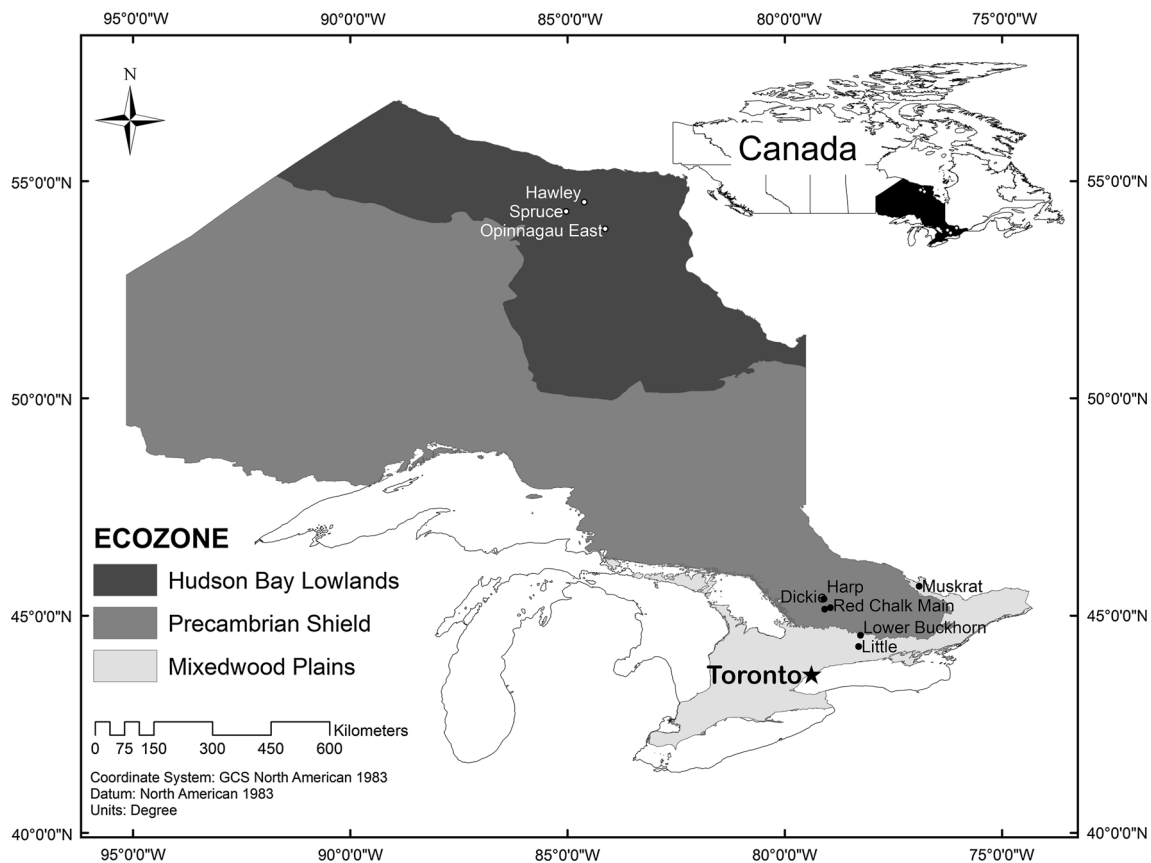 95°0'0"W 90°0'0"W 85°0'0"W 80°0'0"W 75°0'0"W
N
Canada
55°0'0"N 55°0'0"N
Hawley
Spruce
Opinnagau East
50°0'0"N 50°0'0"N
ECOZONE
Hudson Bay Lowlands
Precambrian Shield
Mixedwood Plains
Harp
Muskrat
Dickie
Red Chalk Main
45°0'0"N 45°0'0"N
Lower Buckhorn
Little
Toronto
Kilometers
0 75 150 300 450 600
Coordinate System: GCS North American 1983
Datum: North American 1983
Units: Degree
40°0'0"N 40°0'0"N
95°0'0"W 90°0'0"W 85°0'0"W 80°0'0"W 75°0'0"W